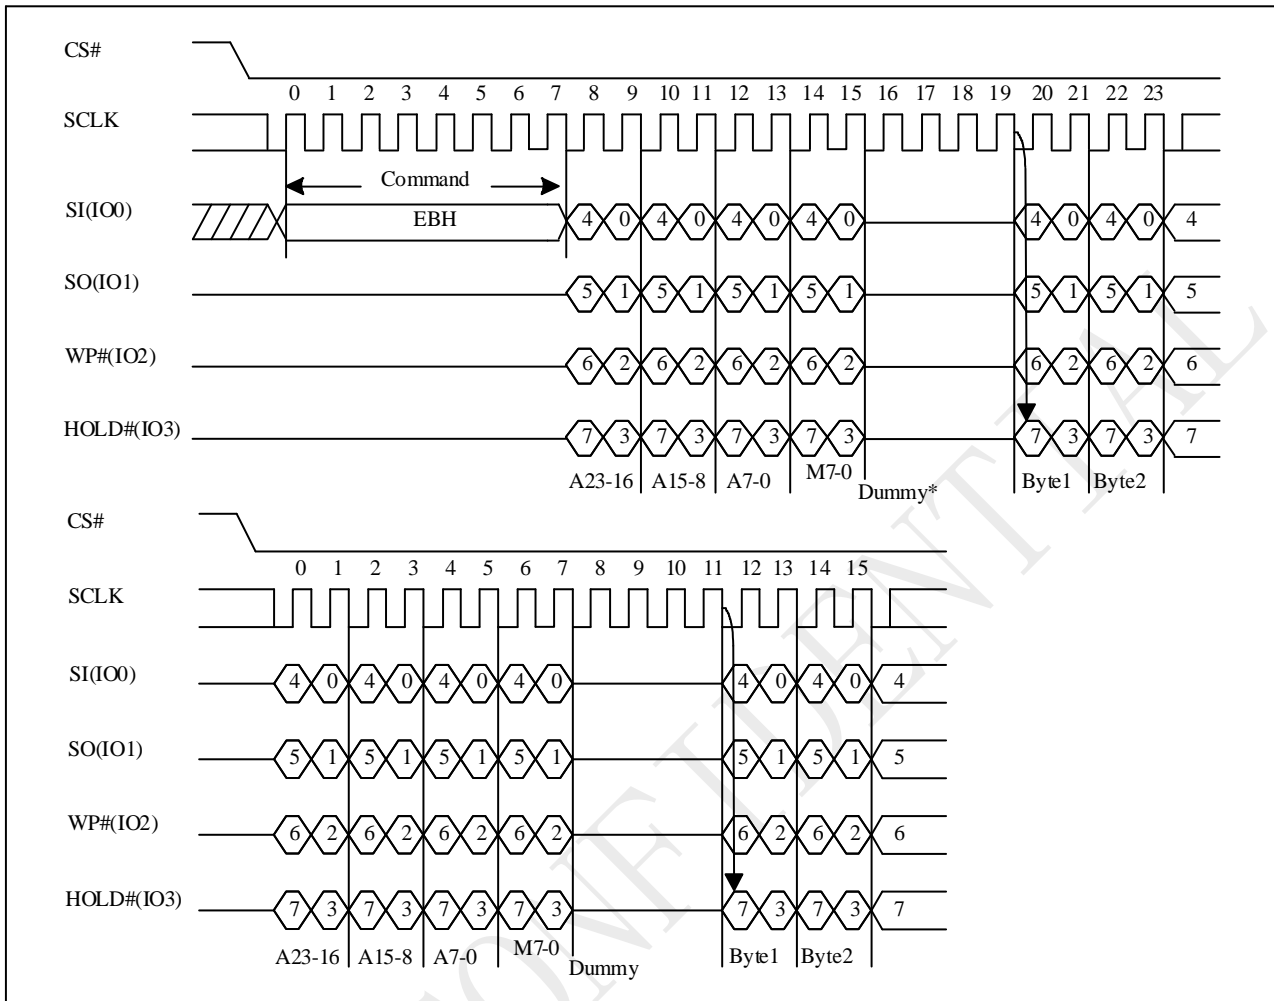 CS#
0 1 2 3 4 5 6 7 8 9 10 11 12 13 14 15 16 17 18 19 20 21 22 23
SCLK
Command
SI(IO0) EBH 4 0 4 0 4 0 4 0 4 0 4 0 4
SO(IO1) 5 1 5 1 5 1 5 1 5 1 5 1 5
WP#(IO2) 6 2 6 2 6 2 6 2 6 2 6 2 6
HOLD#(IO3) 7 3 7 3 7 3 7 3 7 3 7 3 7
A23-16 A15-8 A7-0 M7-0 Dummy* Byte1 Byte2
CS#
0 1 2 3 4 5 6 7 8 9 10 11 12 13 14 15
SCLK
SI(IO0) 4 0 4 0 4 0 4 0 4 0 4 0 4
SO(IO1) 5 1 5 1 5 1 5 1 5 1 5 1 5
WP#(IO2) 6 2 6 2 6 2 6 2 6 2 6 2 6
HOLD#(IO3) 7 3 7 3 7 3 7 3 7 3 7 3 7
A23-16 A15-8 A7-0 M7-0 Dummy Byte1 Byte2
ONFIDENTIAL